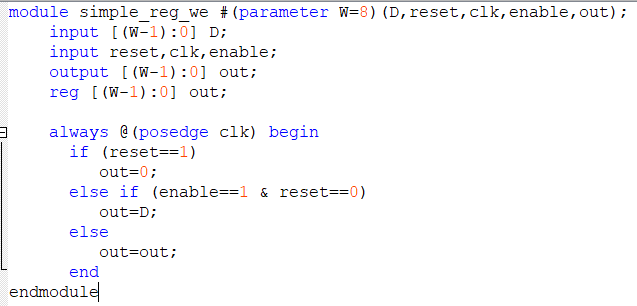 module simple_reg_we #(parameter W=8)(D,reset,clk,enable,out);
    input [(W-1):0] D;
    input reset,clk,enable;
    output [(W-1):0] out;
    reg [(W-1):0] out;

    always @(posedge clk) begin
      if (reset==1)
         out=0;
      else if (enable==1 & reset==0)
         out=D;
      else
         out=out;
      end
endmodule